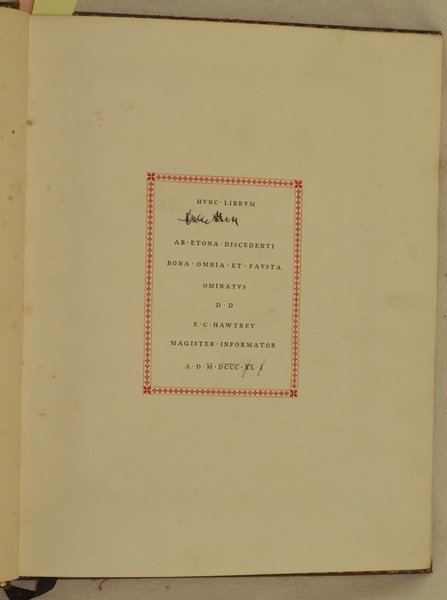 HVNC · LIBRVM
AB · ETONA · DISCEDENTI
BONA · OMNIA · ET · FAVSTA
OMINATVS
D · D
E · C · HAWTREY
MAGISTER · INFORMATOR
A · D · M · DCCC · XL · I